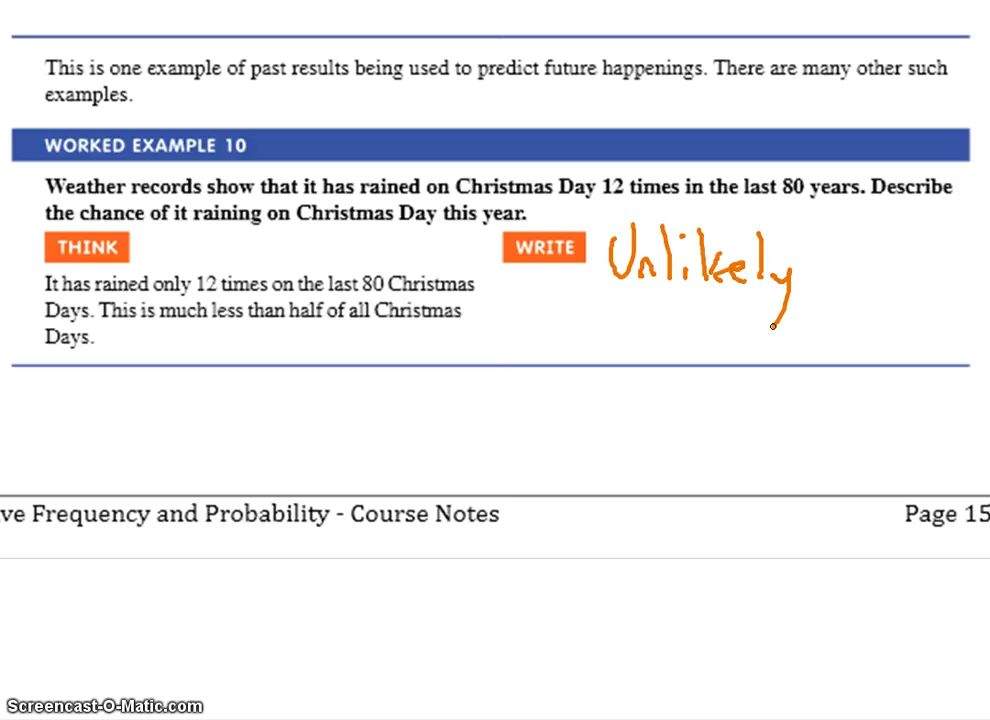 This is one example of past results being used to predict future happenings. There are many other such
examples.
WORKED EXAMPLE 10
Weather records show that it has rained on Christmas Day 12 times in the last 80 years. Describe
the chance of it raining on Christmas Day this year.
THINK
WRITE Unlikely
It has rained only 12 times on the last 80 Christmas
Days. This is much less than half of all Christmas
Days.
ve Frequency and Probability - Course Notes
Page 15
Screencast-O-Matic.com